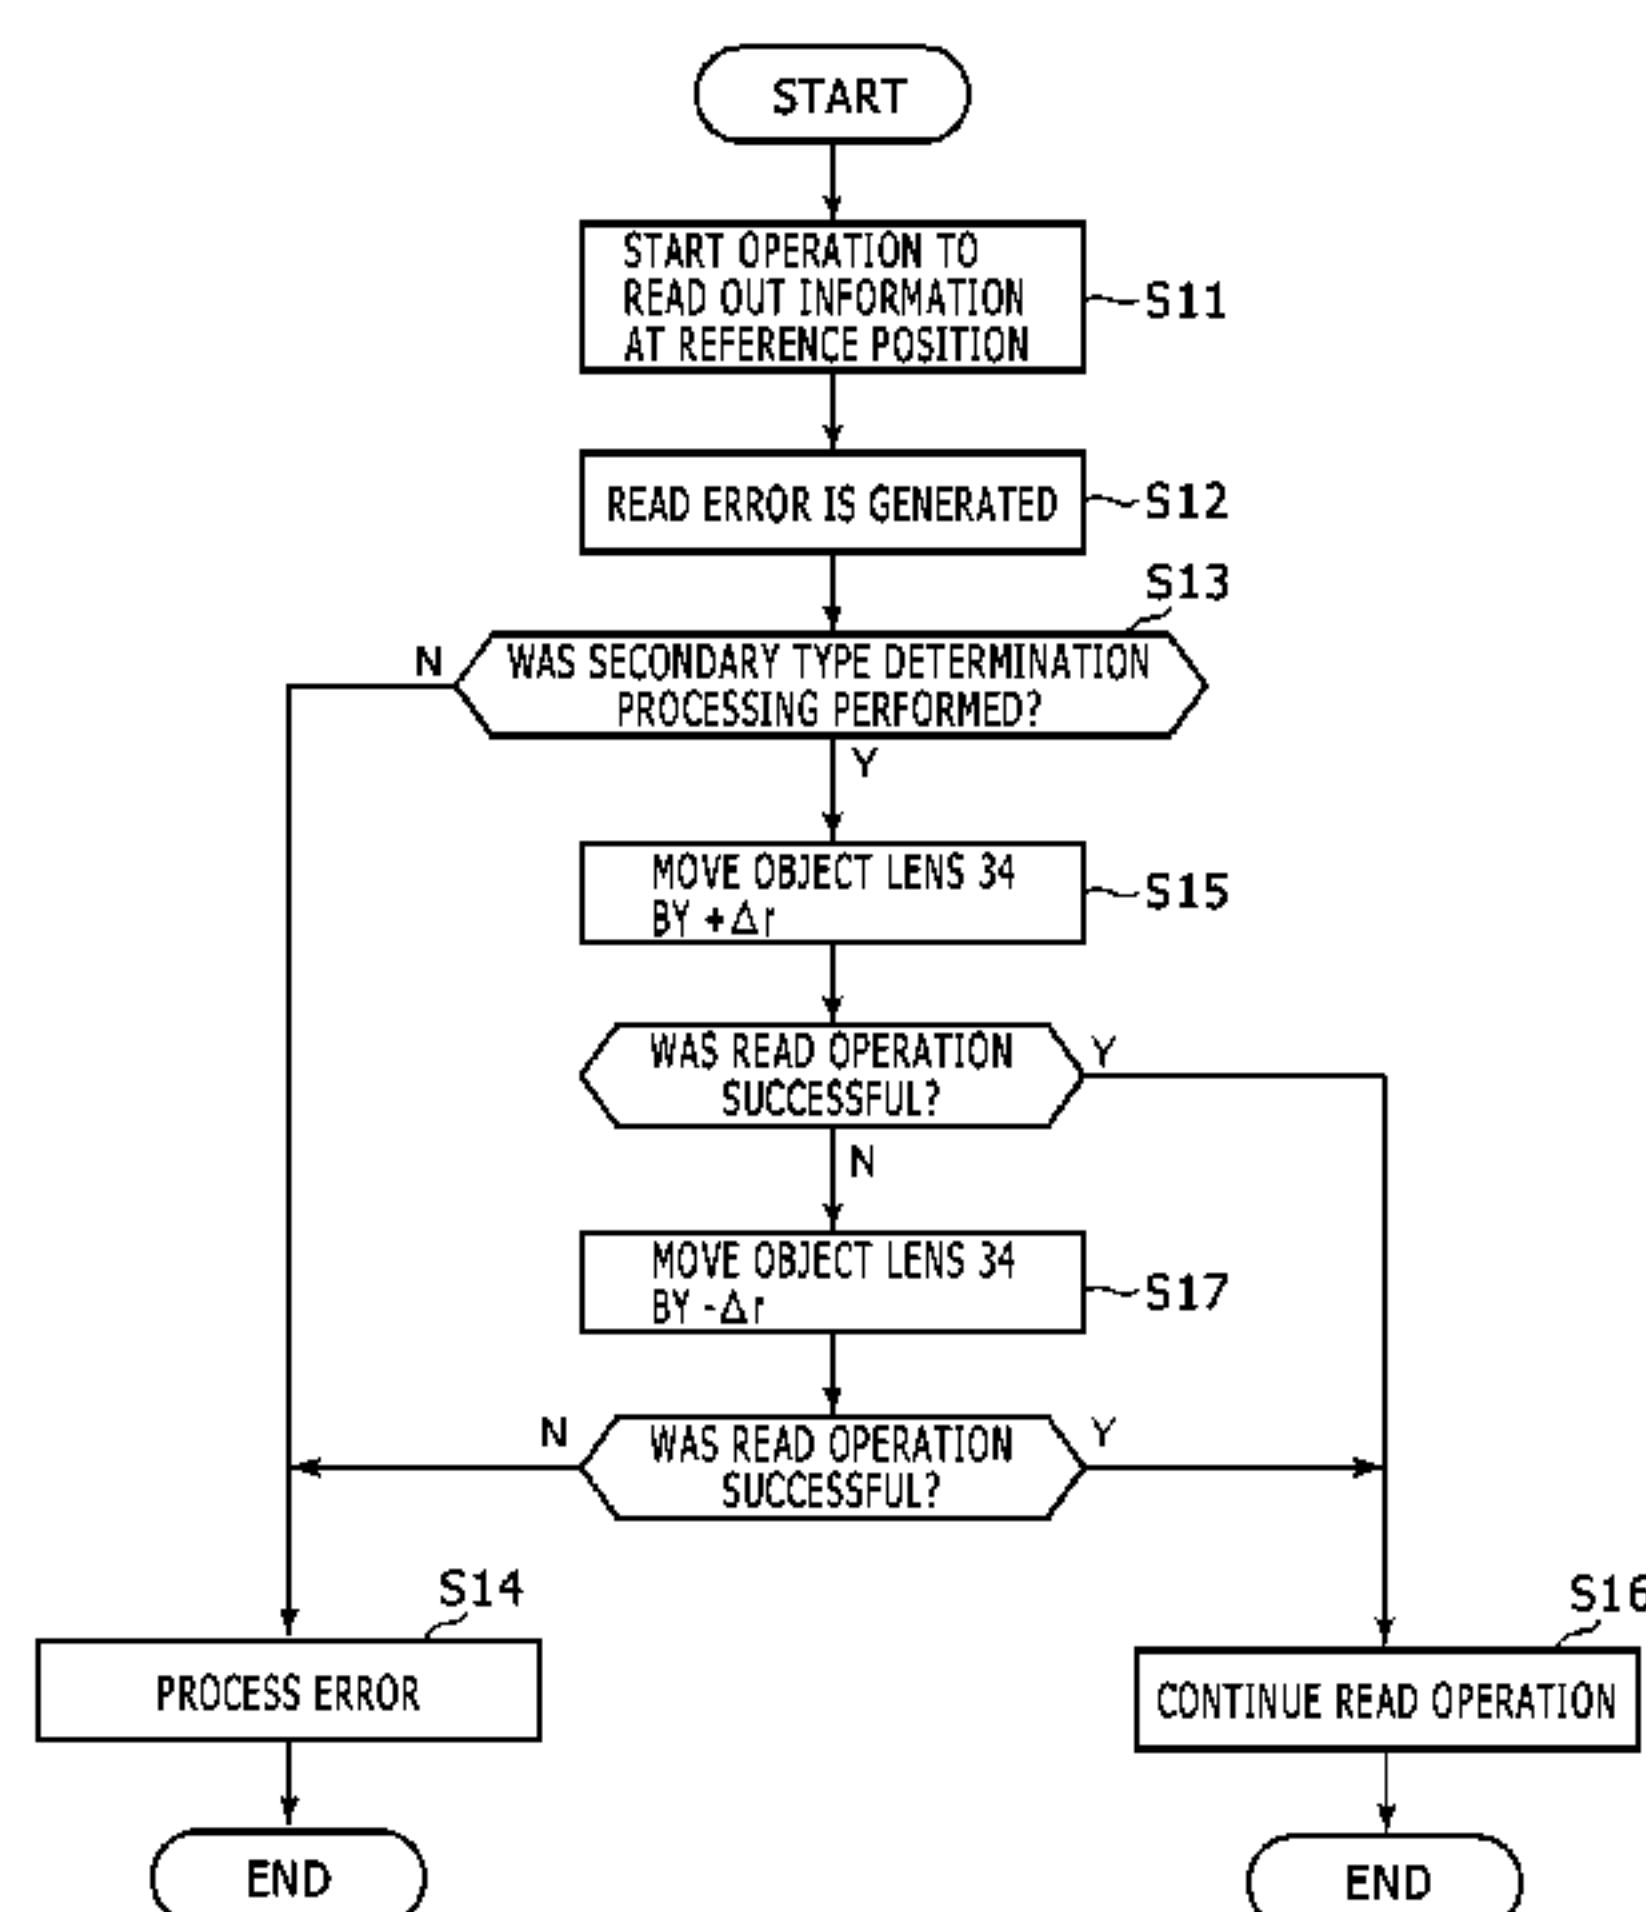 START
START OPERATION TO
READ OUT INFORMATION
AT REFERENCE POSITION
S11
READ ERROR IS GENERATED
S12
S13
N
WAS SECONDARY TYPE DETERMINATION
PROCESSING PERFORMED?
Y
MOVE OBJECT LENS 34
BY +Δr
S15
WAS READ OPERATION
SUCCESSFUL?
Y
N
MOVE OBJECT LENS 34
BY -Δr
S17
N
WAS READ OPERATION
SUCCESSFUL?
Y
S14
PROCESS ERROR
END
S16
CONTINUE READ OPERATION
END